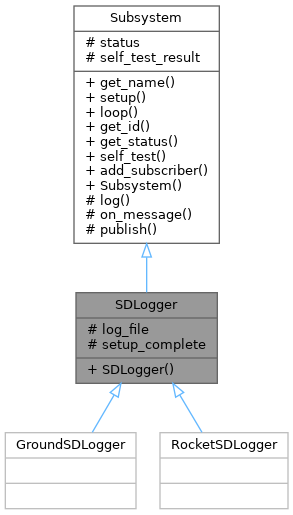 Subsystem
# status
# self_test_result
+ get_name()
+ setup()
+ loop()
+ get_id()
+ get_status()
+ self_test()
+ add_subscriber()
+ Subsystem()
# log()
# on_message()
# publish()
SDLogger
# log_file
# setup_complete
+ SDLogger()
GroundSDLogger
RocketSDLogger